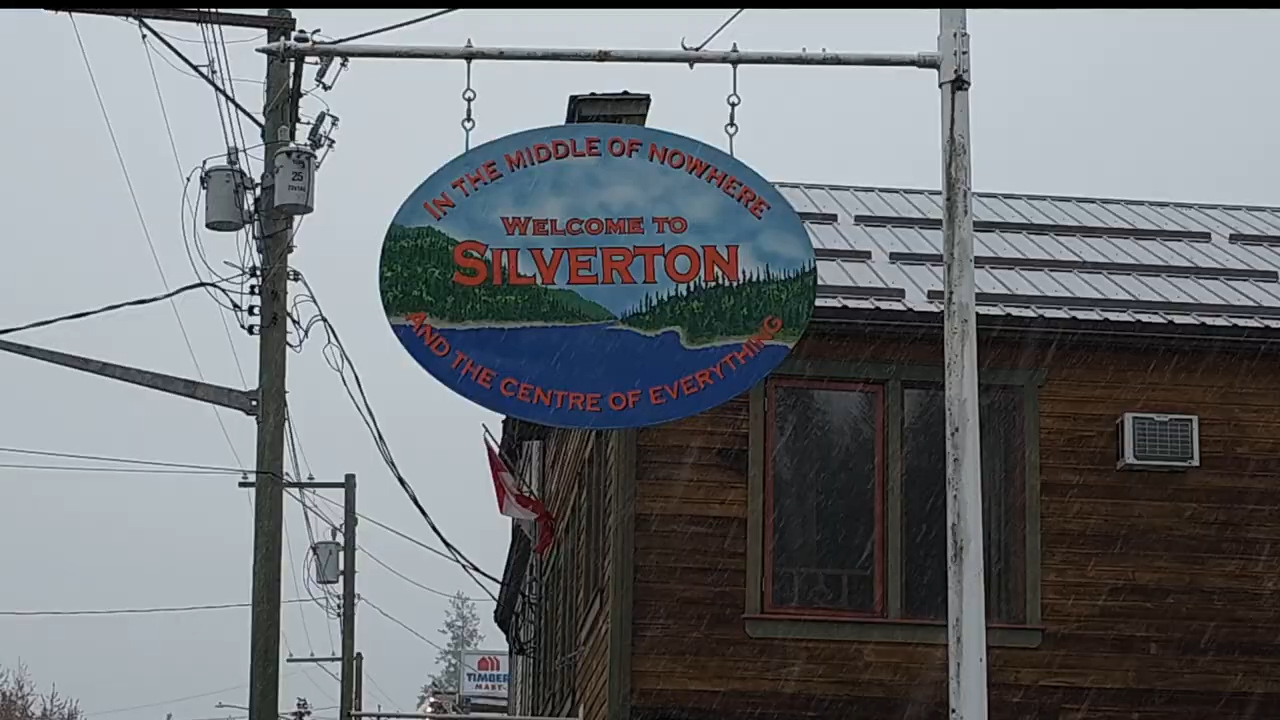 IN THE MIDDLE OF NOWHERE
WELCOME TO
SILVERTON
AND THE CENTRE OF EVERYTHING
25
TIMBER
MART